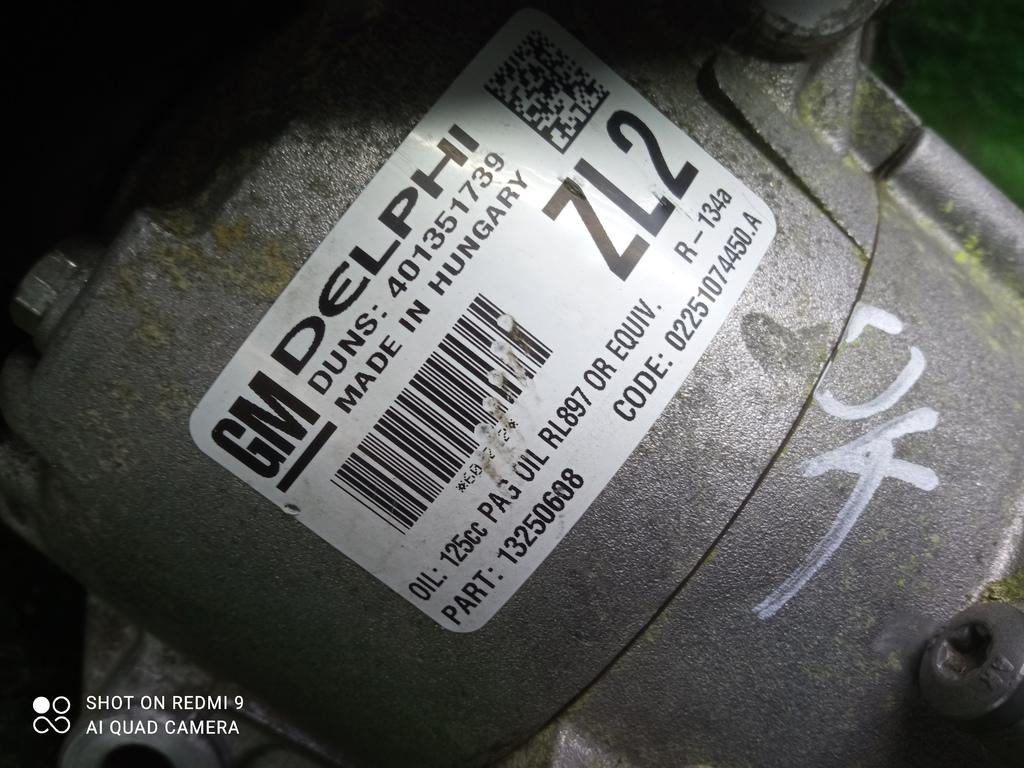 GM DELPHI
DUNS: 401351739
MADE IN HUNGARY
ZL2
R-134a
OIL: 125cc PAG OIL RL897 OR EQUIV.
PART: 13250608
CODE: 02251074450.A
OK
SHOT ON REDMI 9
AI QUAD CAMERA